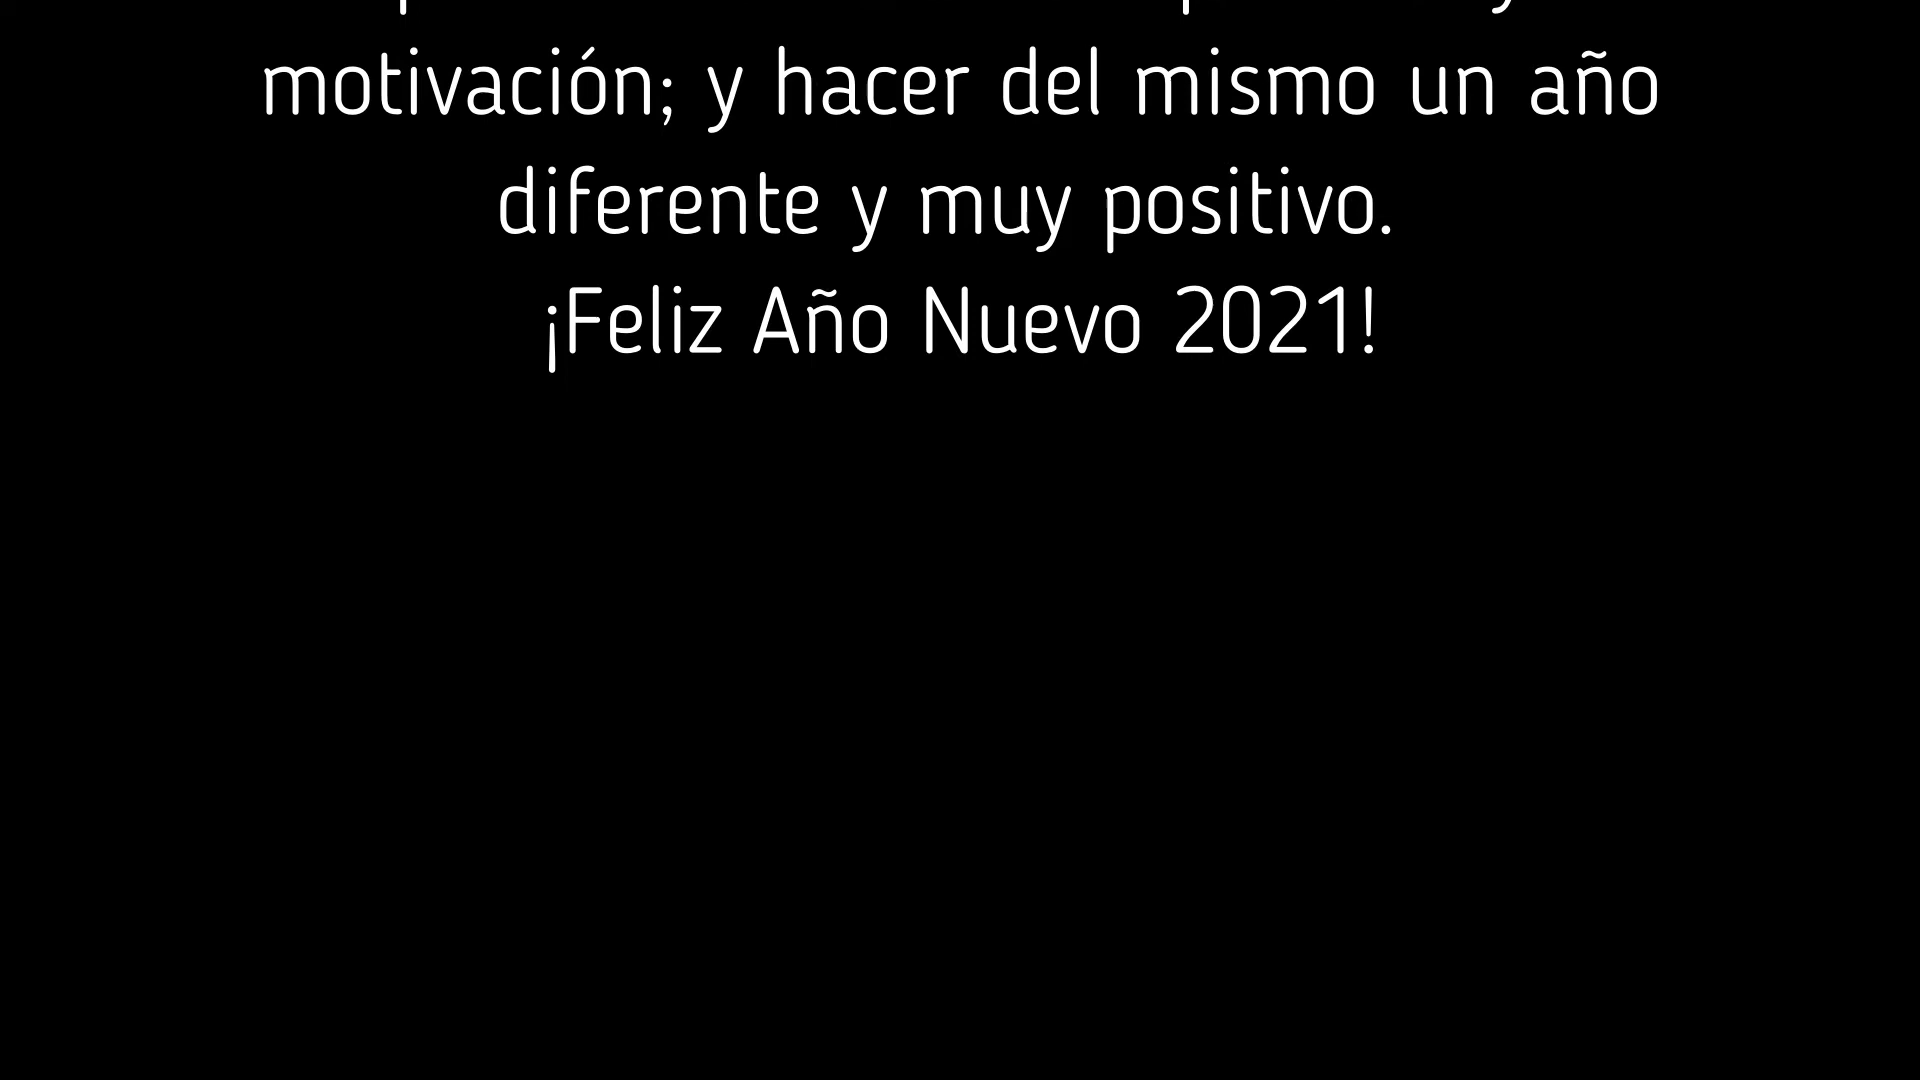 motivación; y hacer del mismo un año
diferente y muy positivo.
¡Feliz Año Nuevo 2021!